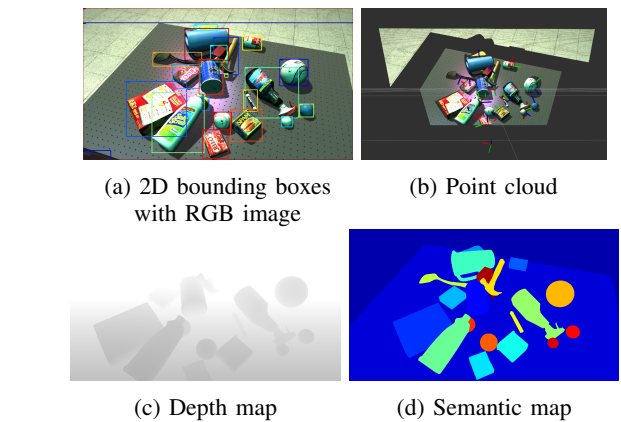 (a) 2D bounding boxes
with RGB image
(b) Point cloud
(c) Depth map
(d) Semantic map